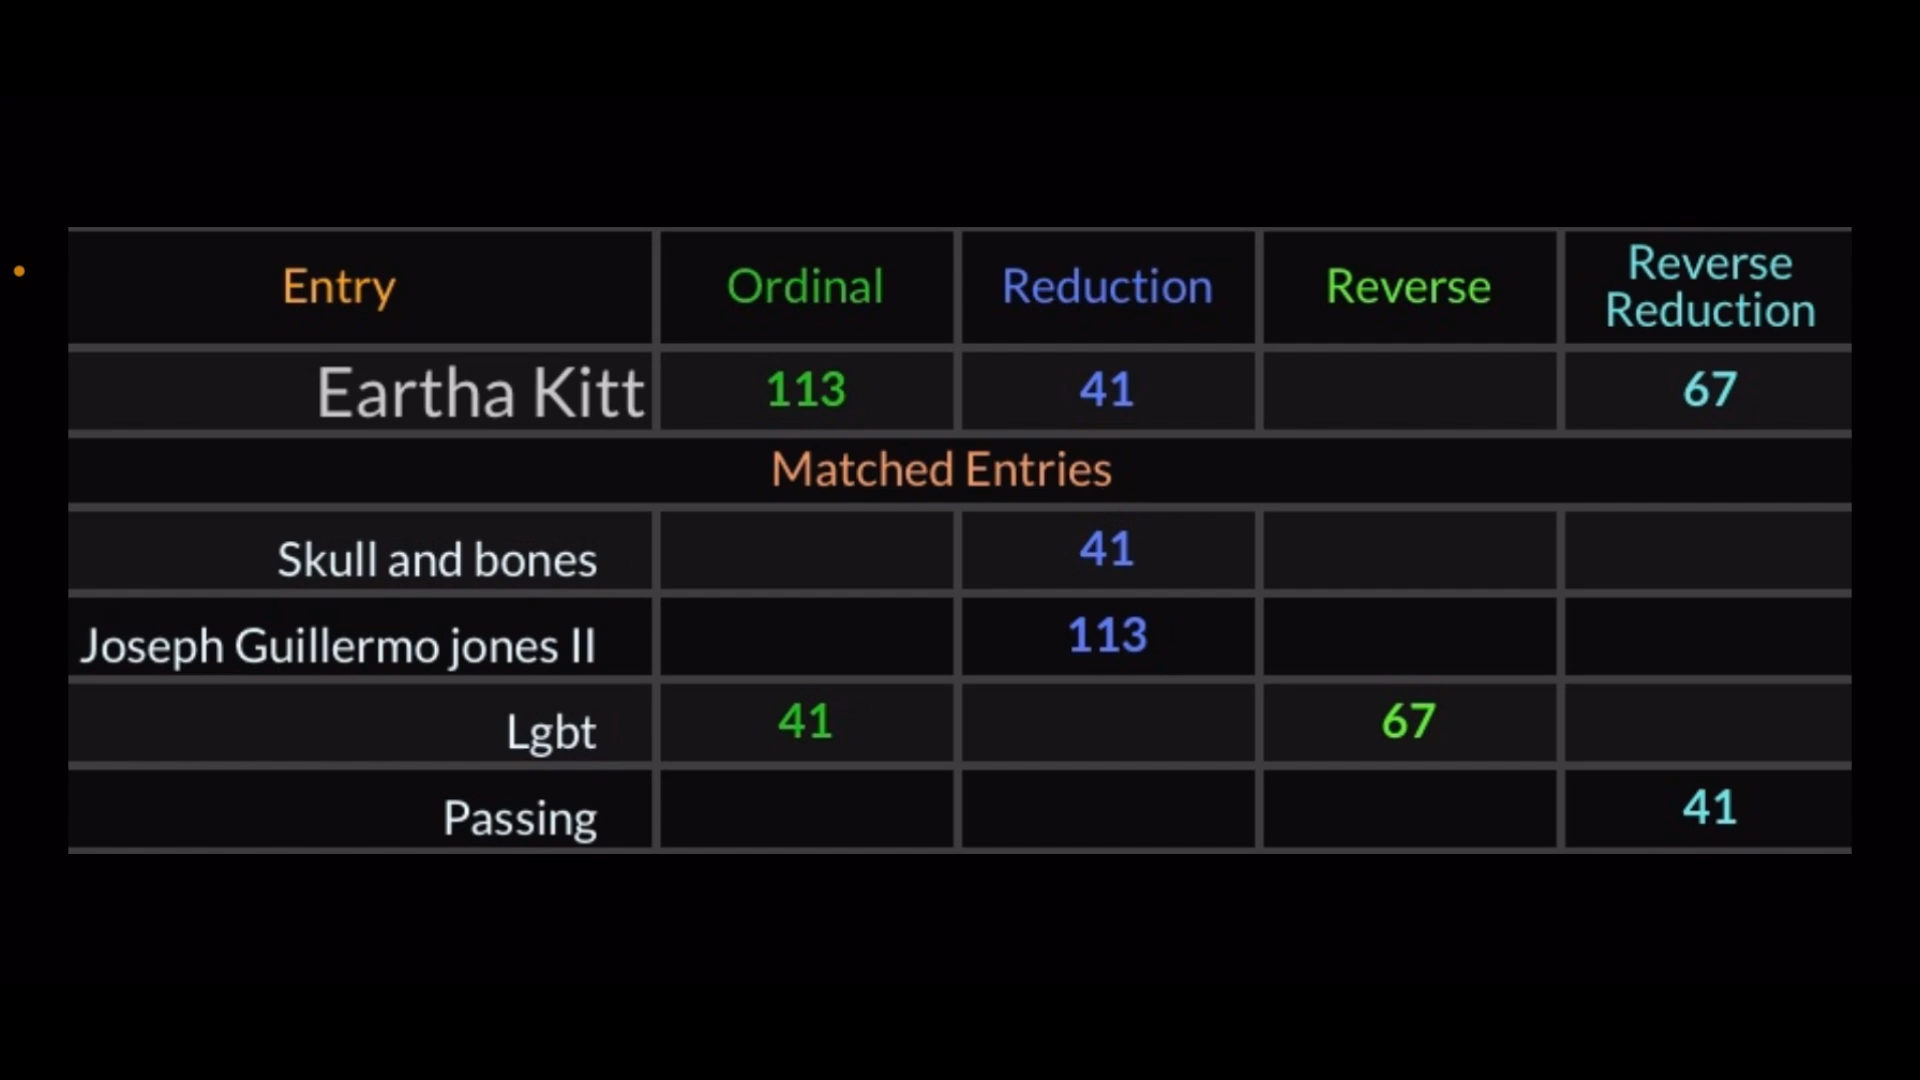 Entry Ordinal Reduction Reverse Reverse
Reduction
Eartha Kitt 113 41 67
Matched Entries
Skull and bones 41
Joseph Guillermo jones II 113
Lgbt 41 67
Passing 41